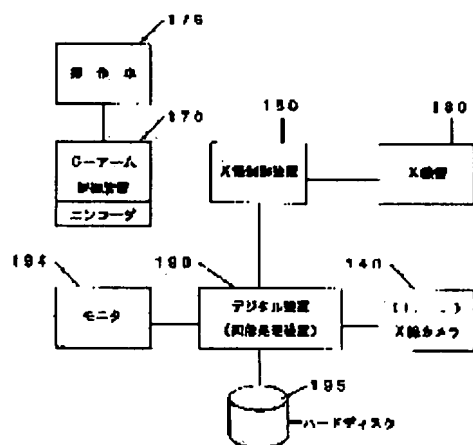 176
操作卓
170
C-アーム
制御装置
エンコーダ
150
X線制御装置
180
X線管
194
モニタ
190
デジタル装置
(画像処理装置)
140
X線カメラ
195
ハードディスク